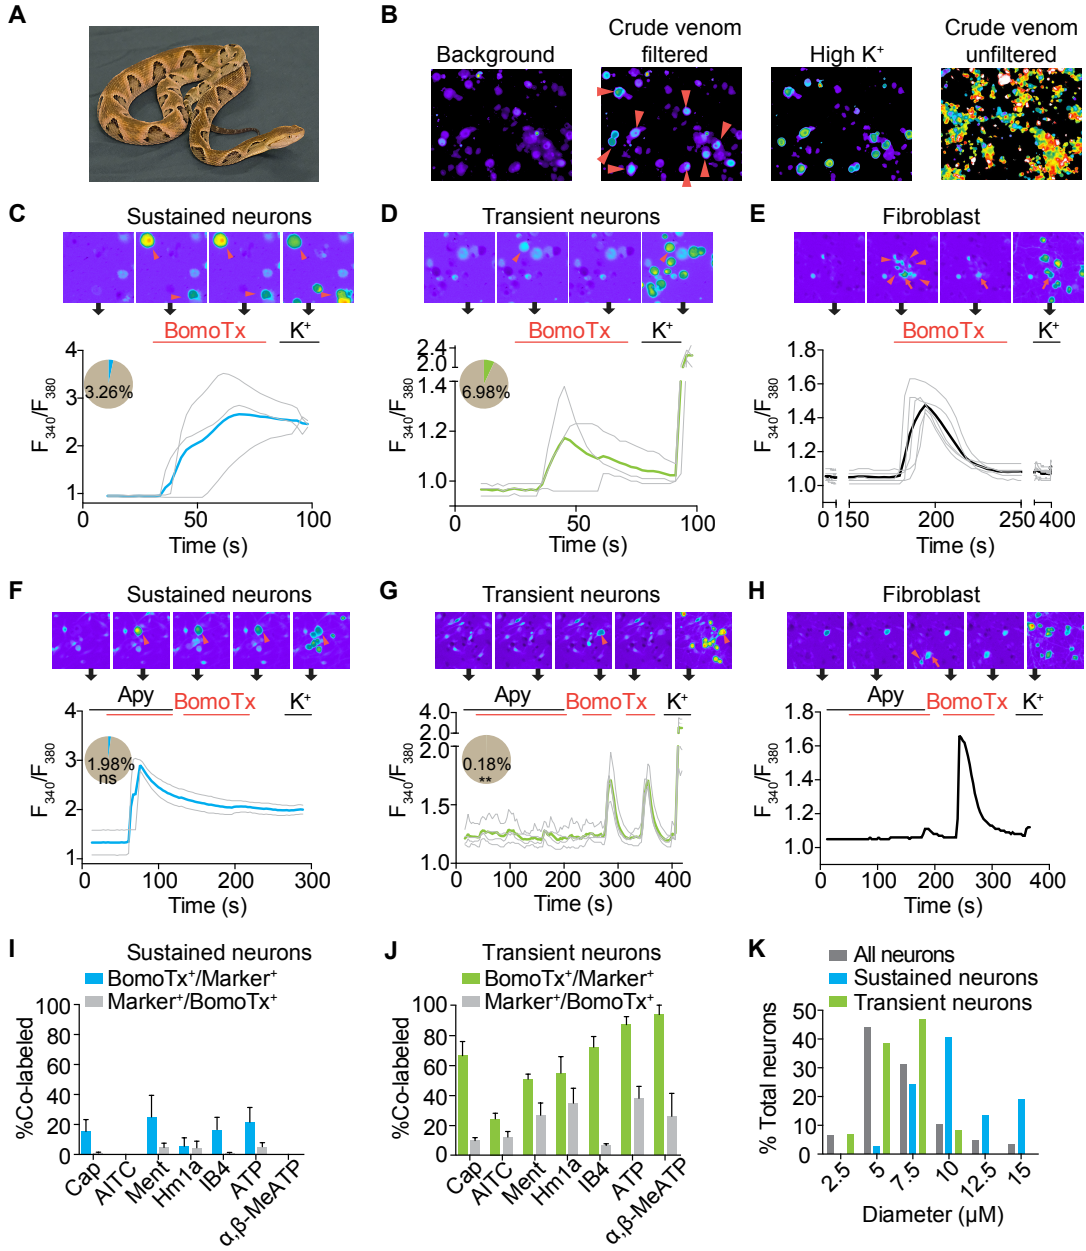 A
B
Background
Crude venom
filtered
High K⁺
Crude venom
unfiltered
C
Sustained neurons
BomoTx
K⁺
F340/F380
4
3
2
1
3.26%
0
50
100
Time (s)
D
Transient neurons
BomoTx
K⁺
F340/F380
2.4
2.0
1.4
1.2
1.0
6.98%
0
50
100
Time (s)
E
Fibroblast
BomoTx
K⁺
F340/F380
1.8
1.6
1.4
1.2
1.0
0
150
200
250
400
Time (s)
F
Sustained neurons
Apy
BomoTx
K⁺
F340/F380
4
3
2
1
1.98%
ns
0
100
200
300
Time (s)
G
Transient neurons
Apy
BomoTx
K⁺
F340/F380
4.0
2.0
2.0
1.5
1.0
0.18%
**
0
100
200
300
400
Time (s)
H
Fibroblast
Apy
BomoTx
K⁺
F340/F380
1.8
1.6
1.4
1.2
1.0
0
100
200
300
400
Time (s)
I
Sustained neurons
BomoTx⁺/Marker⁺
Marker⁺/BomoTx⁺
%Co-labeled
100
80
60
40
20
0
Cap
AITC
Ment
Hm1a
IB4
ATP
α,β-MeATP
J
Transient neurons
BomoTx⁺/Marker⁺
Marker⁺/BomoTx⁺
%Co-labeled
100
80
60
40
20
0
Cap
AITC
Ment
Hm1a
IB4
ATP
α,β-MeATP
K
All neurons
Sustained neurons
Transient neurons
% Total neurons
50
40
30
20
10
0
2.5
5
7.5
10
12.5
15
Diameter (μM)